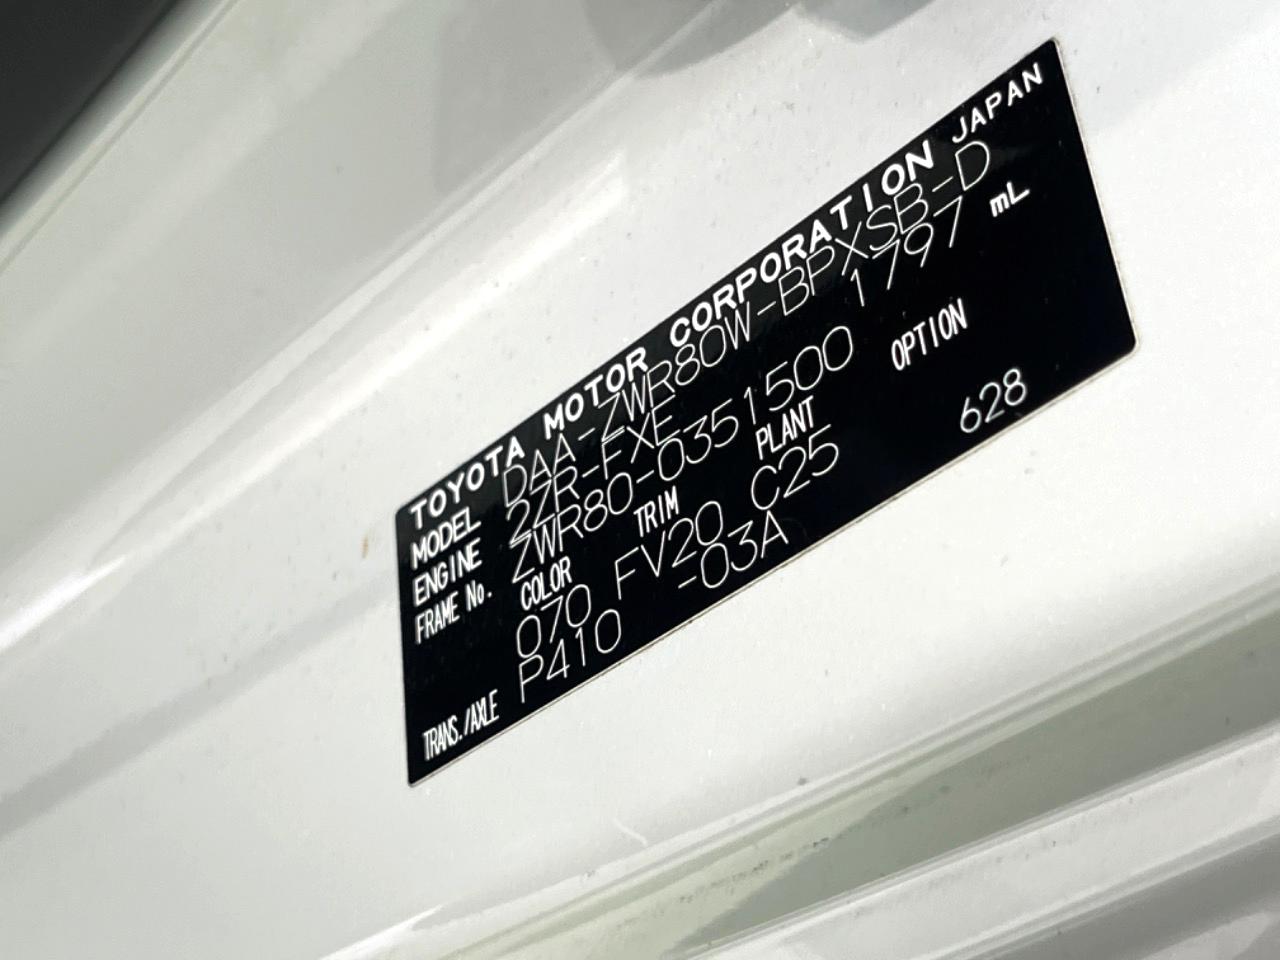 TOYOTA MOTOR CORPORATION JAPAN
MODEL DAA-ZWR80W-BPXSB-D
ENGINE 2ZR-FXE 1797 mL
FRAME No. ZWR80-0351500
COLOR TRIM PLANT OPTION
070 FV20 C25 628
TRANS./AXLE P410 -03A